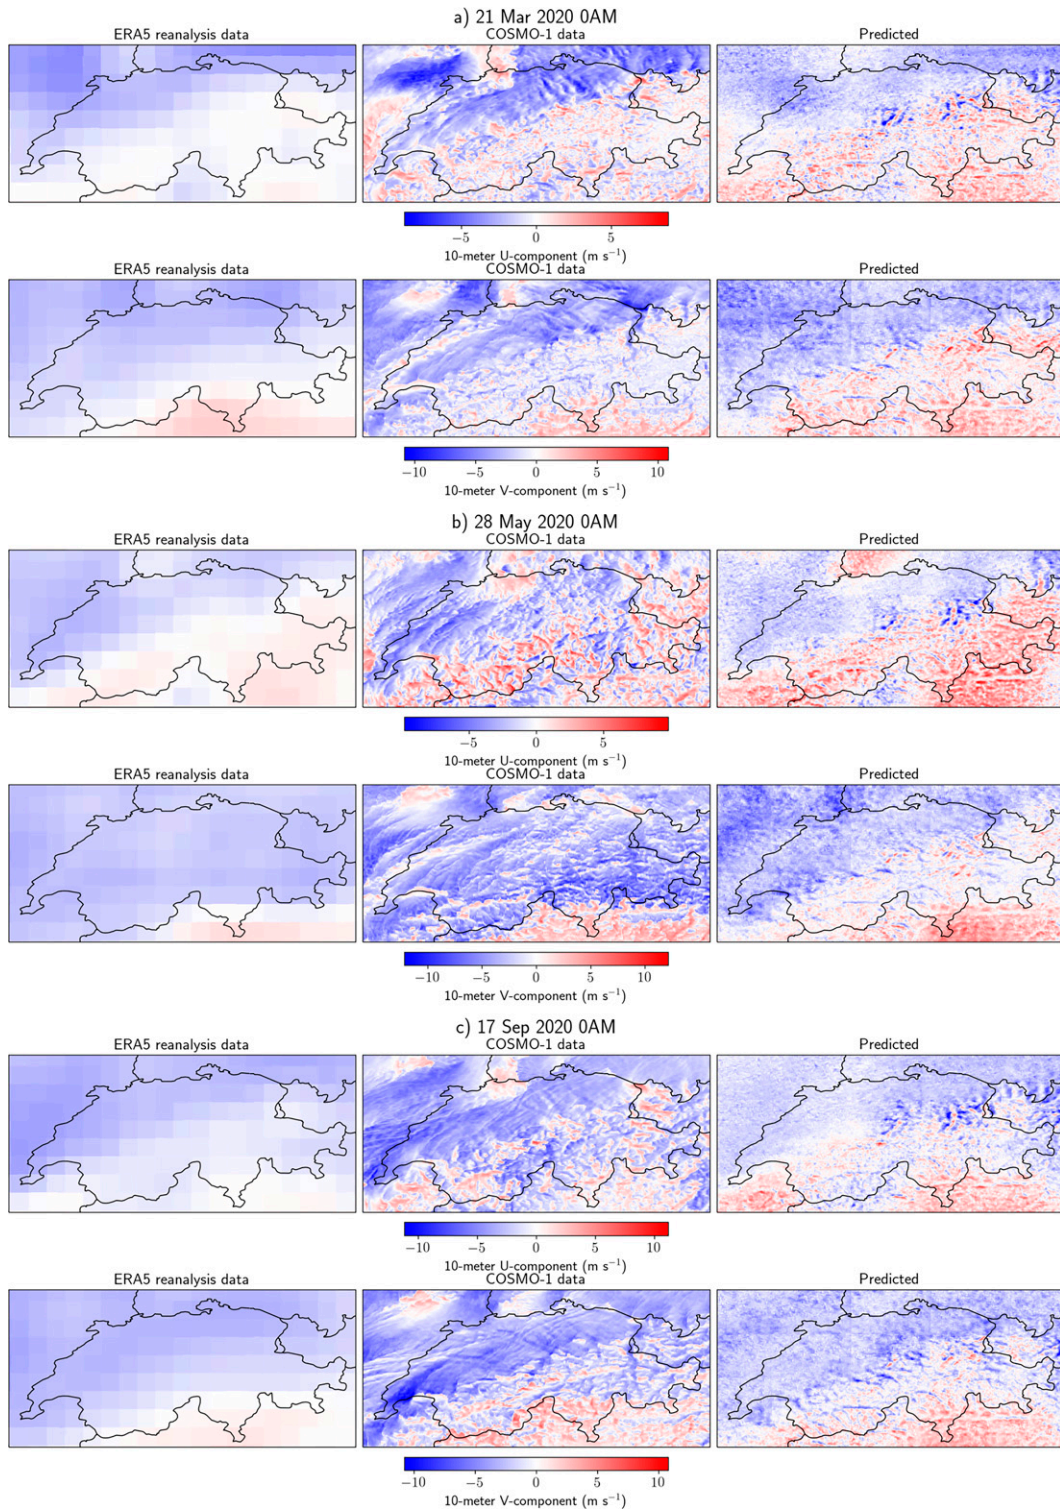 a) 21 Mar 2020 0AM
ERA5 reanalysis data COSMO-1 data Predicted
−5 0 5
10-meter U-component (m s⁻¹)
ERA5 reanalysis data COSMO-1 data Predicted
−10 −5 0 5 10
10-meter V-component (m s⁻¹)
b) 28 May 2020 0AM
ERA5 reanalysis data COSMO-1 data Predicted
−5 0 5
10-meter U-component (m s⁻¹)
ERA5 reanalysis data COSMO-1 data Predicted
−10 −5 0 5 10
10-meter V-component (m s⁻¹)
c) 17 Sep 2020 0AM
ERA5 reanalysis data COSMO-1 data Predicted
−10 −5 0 5 10
10-meter U-component (m s⁻¹)
ERA5 reanalysis data COSMO-1 data Predicted
−10 −5 0 5 10
10-meter V-component (m s⁻¹)